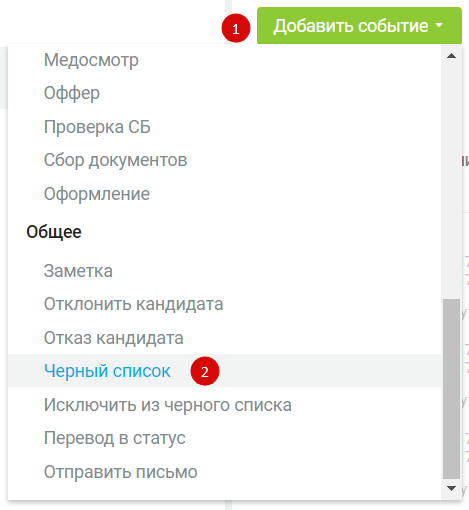 1 Добавить событие
Медосмотр
Оффер
Проверка СБ
Сбор документов
Оформление
Общее
Заметка
Отклонить кандидата
Отказ кандидата
Черный список 2
Исключить из черного списка
Перевод в статус
Отправить письмо